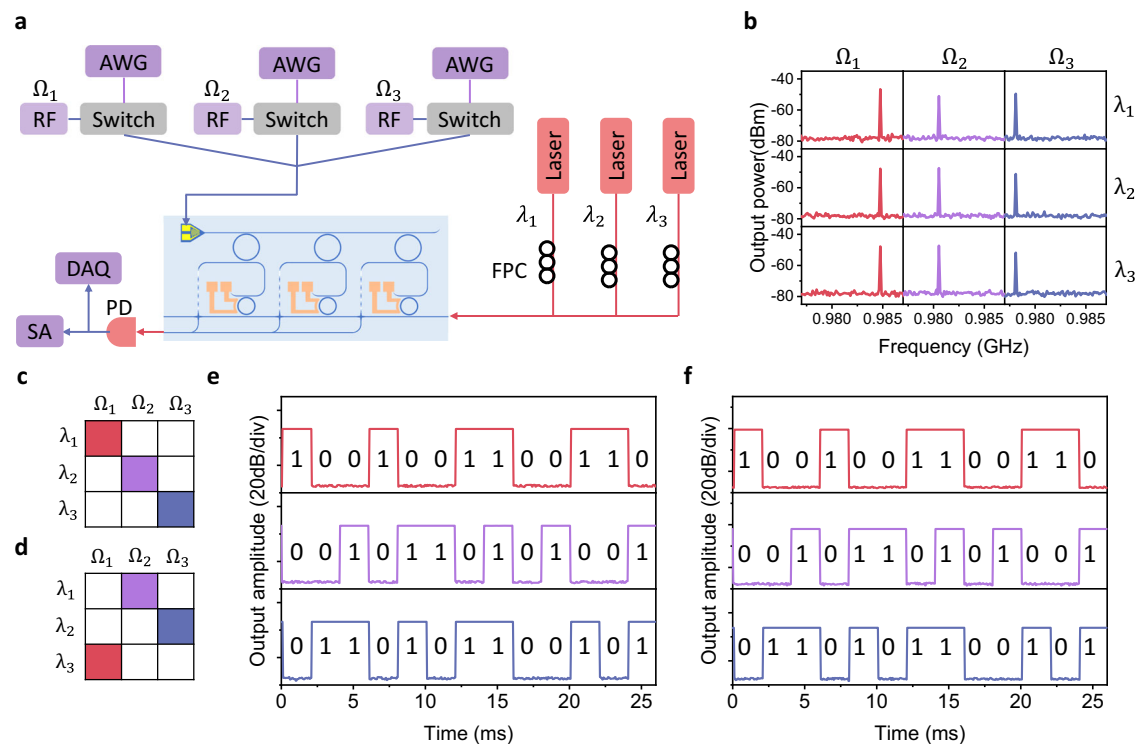 a
AWG AWG AWG
Ω₁ Ω₂ Ω₃
RF Switch RF Switch RF Switch
Laser Laser Laser
λ₁ λ₂ λ₃
FPC
DAQ
PD
SA
b
Ω₁ Ω₂ Ω₃
-40
-60
-80
λ₁
-40
-60
-80
λ₂
-40
-60
-80
λ₃
Output power(dBm)
0.980 0.985 0.980 0.985 0.980 0.985
Frequency (GHz)
c
Ω₁ Ω₂ Ω₃
λ₁
λ₂
λ₃
d
Ω₁ Ω₂ Ω₃
λ₁
λ₂
λ₃
e
Output amplitude (20dB/div)
1 0 0 1 0 0 1 1 0 0 1 1 0
0 0 1 0 1 1 0 1 0 1 0 0 1
0 1 1 1 0 1 0 1 1 0 0 1 0 1
0 5 10 15 20 25
Time (ms)
f
Output amplitude (20dB/div)
1 0 0 1 0 0 1 1 0 0 1 1 0
0 0 1 0 1 1 0 1 0 1 0 0 1
0 1 1 0 1 0 1 1 0 0 1 0 1
0 5 10 15 20 25
Time (ms)